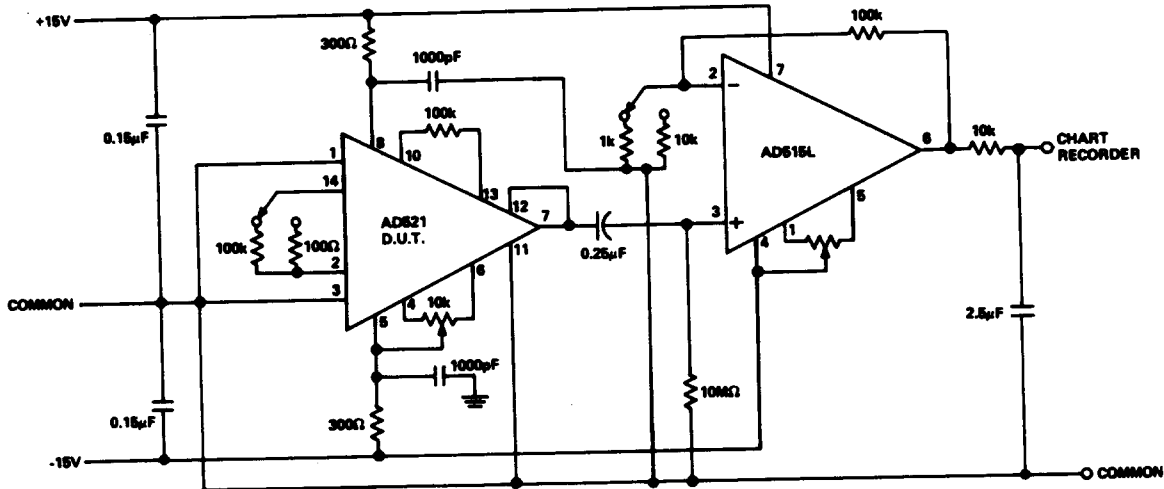 +15V
300Ω
1000pF
100k
0.15µF
8
10
100k
13
1
14
AD521
D.U.T.
12
7
11
100k
100Ω
2
3
COMMON
6
4
10k
5
1000pF
0.15µF
300Ω
-15V
0.25µF
1k
10k
2
−
7
AD515L
6
10k
CHART
RECORDER
3
+
4
1
5
10MΩ
2.5µF
COMMON